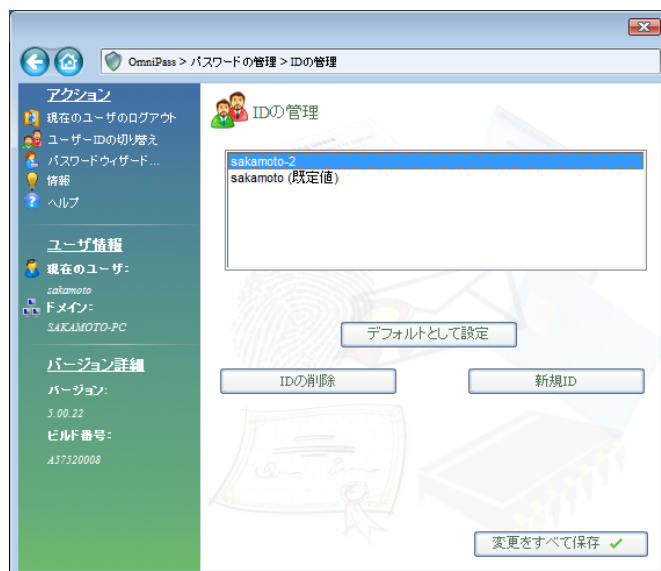 OmniPass > パスワードの管理 > IDの管理
アクション
現在のユーザのログアウト
ユーザーIDの切り替え
パスワードウィザード...
情報
ヘルプ
ユーザ情報
現在のユーザ:
sakamoto
ドメイン:
SAKAMOTO-PC
バージョン詳細
バージョン:
5.00.22
ビルド番号:
A57520008
IDの管理
sakamoto-2
sakamoto (既定値)
デフォルトとして設定
IDの削除
新規ID
変更をすべて保存